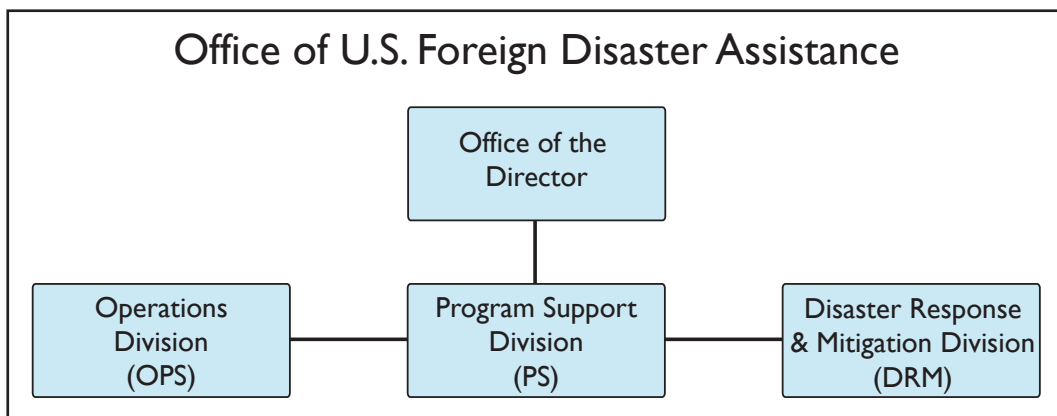 Office of U.S. Foreign Disaster Assistance
Office of the
Director
Operations
Division
(OPS)
Program Support
Division
(PS)
Disaster Response
& Mitigation Division
(DRM)